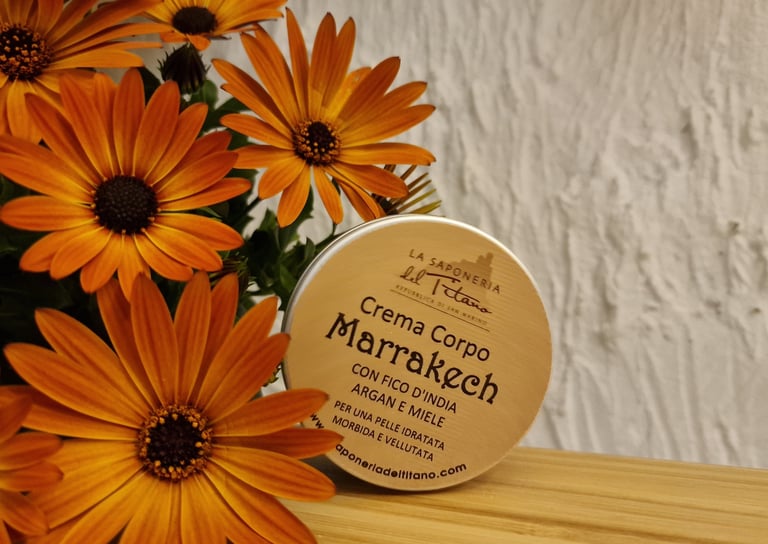 LA SAPONERIA
del Titano
REPUBBLICA DI SAN MARINO
Crema Corpo
Marrakech
CON FICO D'INDIA
ARGAN E MIELE
PER UNA PELLE IDRATATA
MORBIDA E VELLUTATA
www.saponeriadeltitano.com